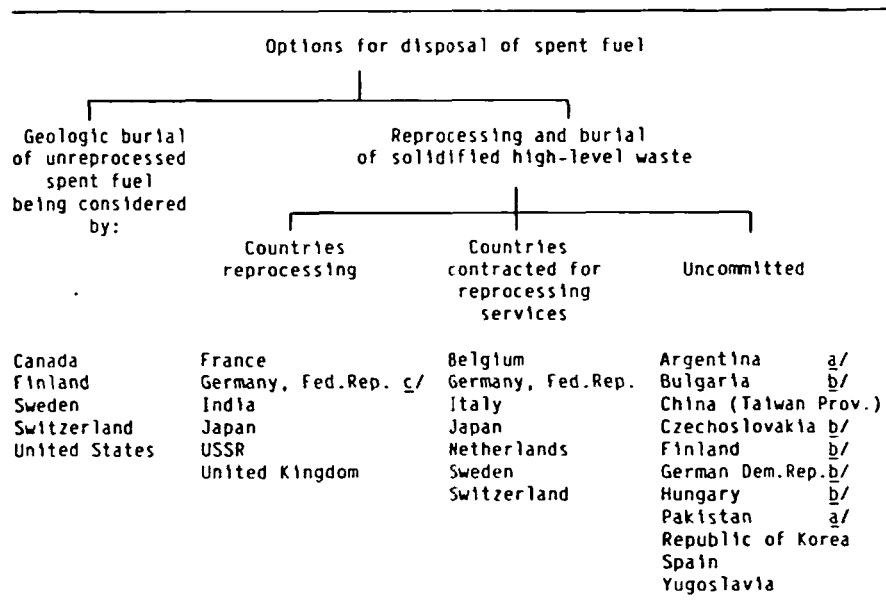 Options for disposal of spent fuel
Geologic burial
of unreprocessed
spent fuel
being considered
by:
Reprocessing and burial
of solidified high-level waste
Countries
reprocessing
Countries
contracted for
reprocessing
services
Uncommitted
Canada
Finland
Sweden
Switzerland
United States
France
Germany, Fed.Rep. c/
India
Japan
USSR
United Kingdom
Belgium
Germany, Fed.Rep.
Italy
Japan
Netherlands
Sweden
Switzerland
Argentina a/
Bulgaria b/
China (Taiwan Prov.)
Czechoslovakia b/
Finland b/
German Dem.Rep. b/
Hungary b/
Pakistan a/
Republic of Korea
Spain
Yugoslavia